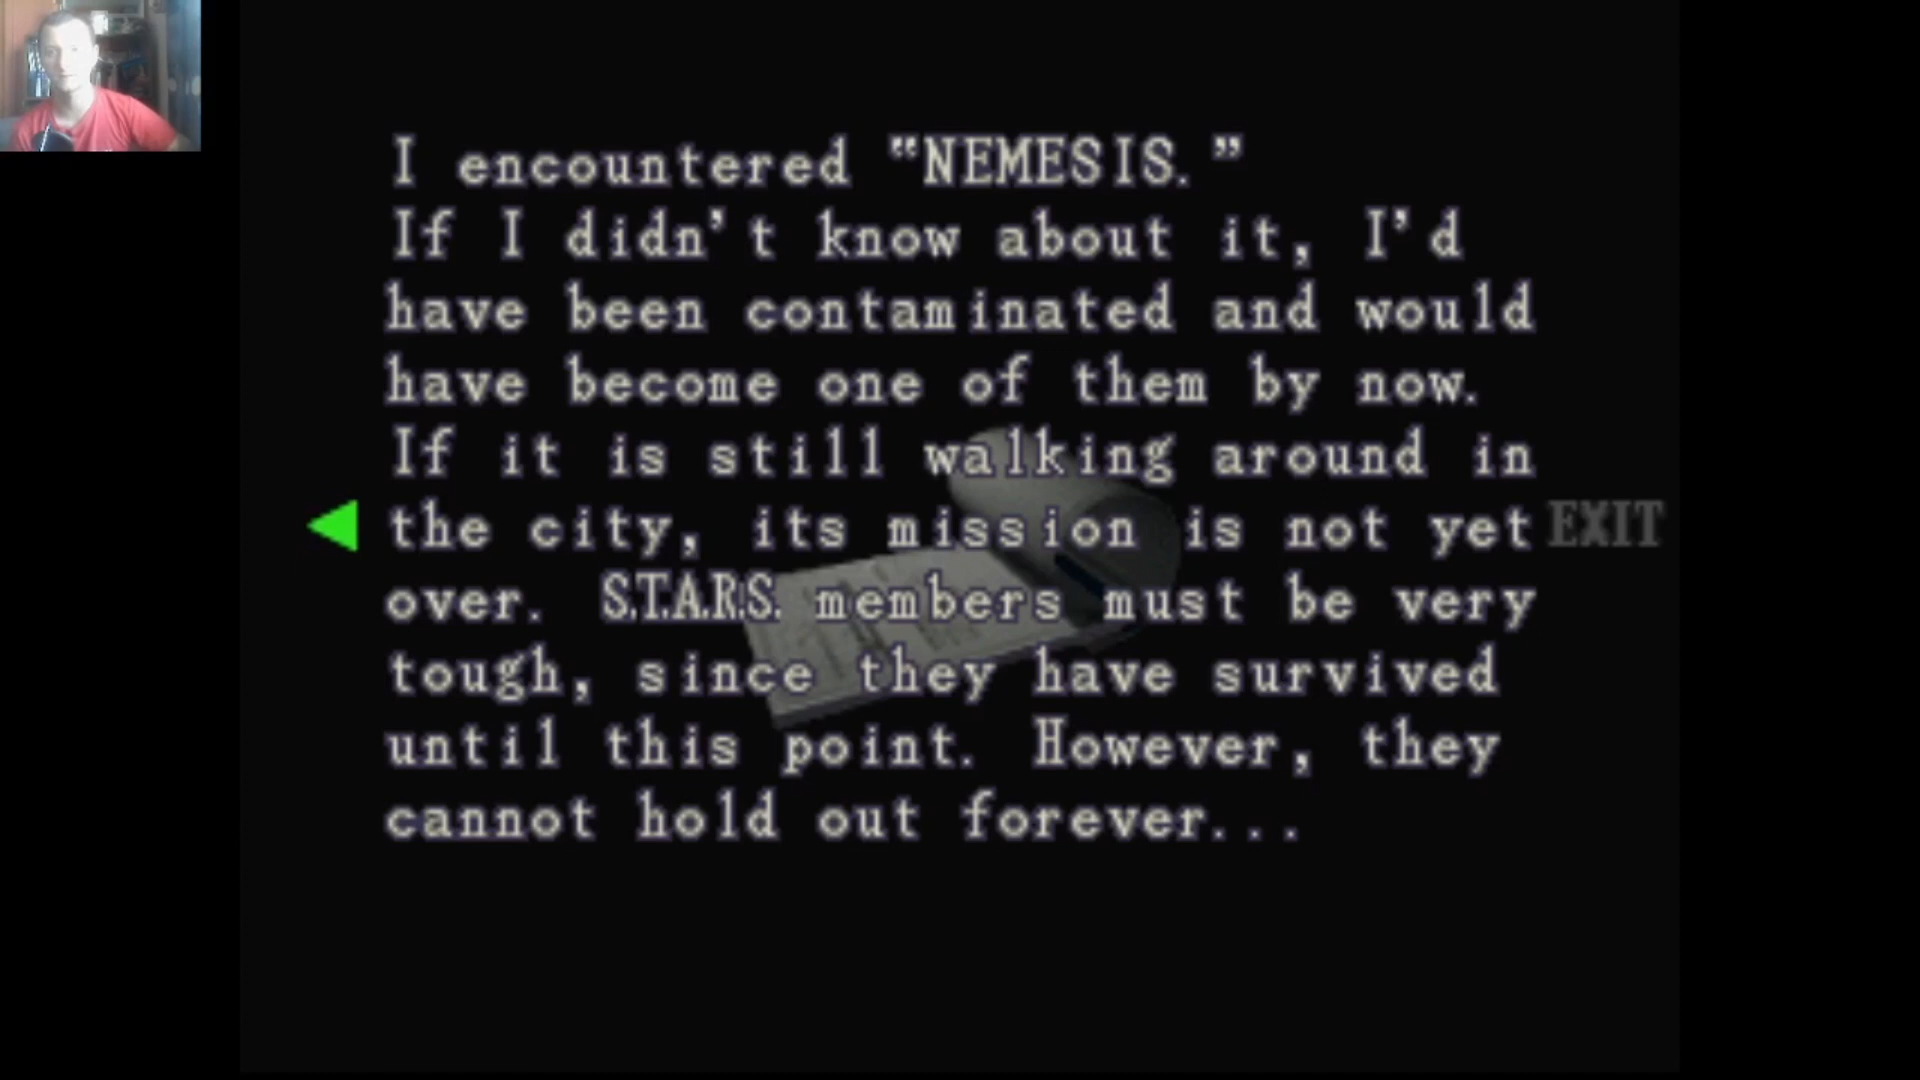 I encountered “NEMESIS.”
If I didn’t know about it, I’d
have been contaminated and would
have become one of them by now.
If it is still walking around in
the city, its mission is not yet
EXIT
over. S.T.A.R.S. members must be very
tough, since they have survived
until this point. However, they
cannot hold out forever...